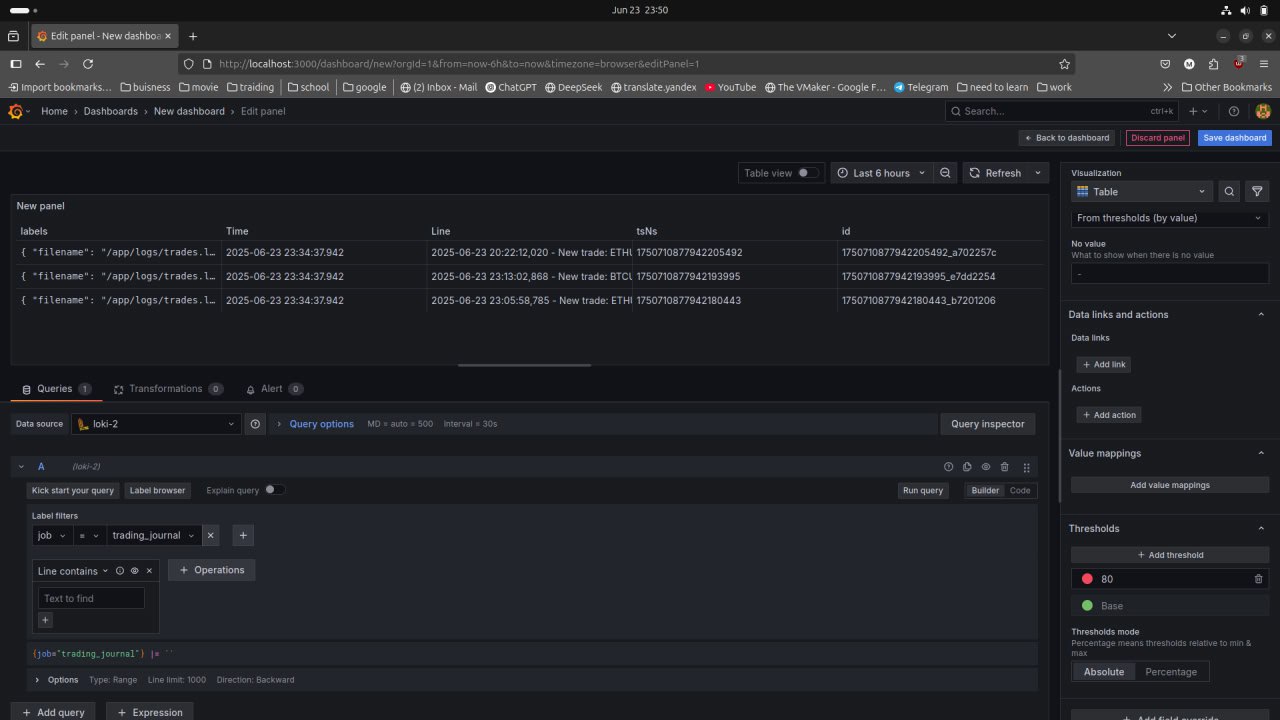 Jun 23 23:50
Edit panel - New dashboa
http://localhost:3000/dashboard/new?orgId=1&from=now-6h&to=now&timezone=browser&editPanel=1
Import bookmarks… buisness movie traiding school google (2) Inbox - Mail ChatGPT DeepSeek translate.yandex YouTube The VMaker - Google F… Telegram need to learn work Other Bookmarks
Home › Dashboards › New dashboard › Edit panel Search... ctrl+k
Back to dashboard Discard panel Save dashboard
Table view Last 6 hours Refresh
New panel
labels Time Line tsNs id
{ "filename": "/app/logs/trades.l… 2025-06-23 23:34:37.942 2025-06-23 20:22:12,020 - New trade: ETHU 1750710877942205492 1750710877942205492_a702257c
{ "filename": "/app/logs/trades.l… 2025-06-23 23:34:37.942 2025-06-23 23:13:02,868 - New trade: BTCU 1750710877942193995 1750710877942193995_e7dd2254
{ "filename": "/app/logs/trades.l… 2025-06-23 23:34:37.942 2025-06-23 23:05:58,785 - New trade: ETHU 1750710877942180443 1750710877942180443_b7201206
Queries 1 Transformations 0 Alert 0
Data source loki-2 Query options MD = auto = 500 Interval = 30s Query inspector
A (loki-2)
Kick start your query Label browser Explain query Run query Builder Code
Label filters
job = trading_journal
Line contains
+ Operations
Text to find
+
{job="trading_journal"} |= ``
Options Type: Range Line limit: 1000 Direction: Backward
+ Add query + Expression
Visualization
Table
From thresholds (by value)
No value
What to show when there is no value
-
Data links and actions
Data links
+ Add link
Actions
+ Add action
Value mappings
Add value mappings
Thresholds
+ Add threshold
80
Base
Thresholds mode
Percentage means thresholds relative to min &
max
Absolute Percentage
+ Add field override